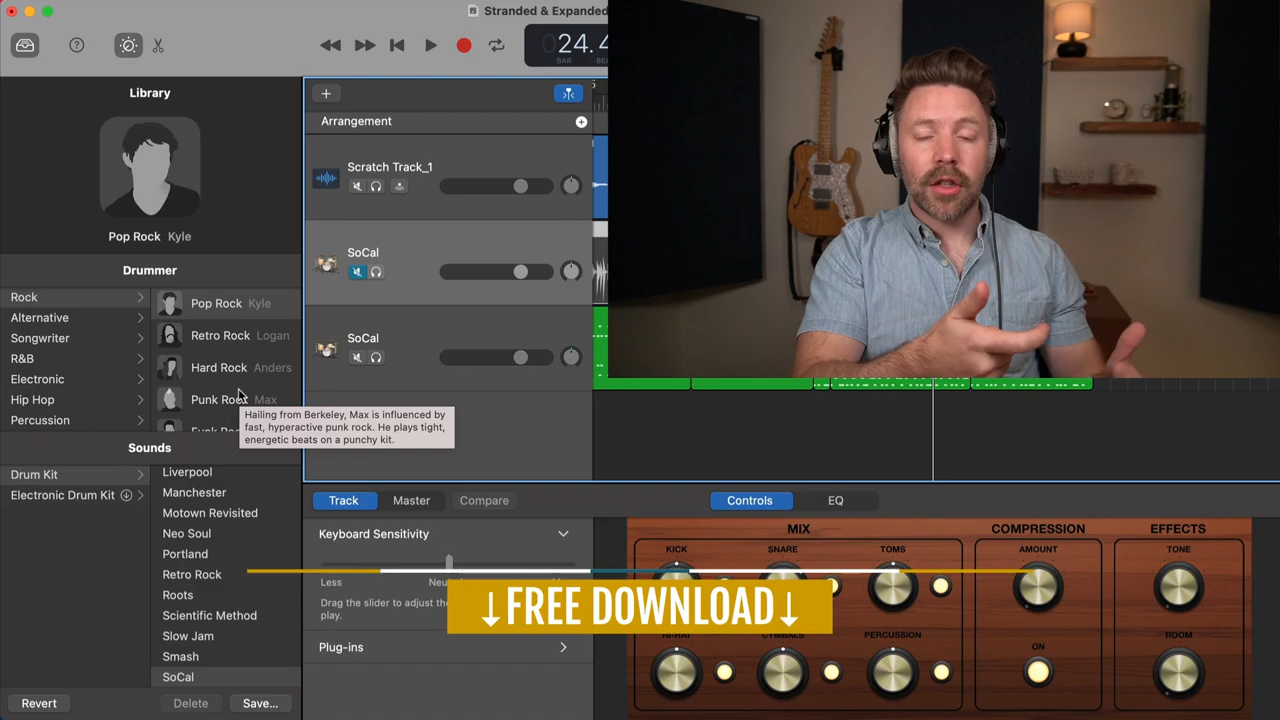 Stranded & Expanded
Library
Pop Rock Kyle
Drummer
Rock
Alternative
Songwriter
R&B
Electronic
Hip Hop
Percussion
Pop Rock Kyle
Retro Rock Logan
Hard Rock Anders
Punk Rock Max
Hailing from Berkeley, Max is influenced by
fast, hyperactive punk rock. He plays tight,
energetic beats on a punchy kit.
Sounds
Drum Kit
Electronic Drum Kit
Liverpool
Manchester
Motown Revisited
Neo Soul
Portland
Retro Rock
Roots
Scientific Method
Slow Jam
Smash
SoCal
Revert
Delete
Save...
24.4
BAR
Arrangement
Scratch Track_1
SoCal
SoCal
Track
Master
Compare
Controls
EQ
Keyboard Sensitivity
Less
Drag the slider to adjust the
play.
Plug-ins
MIX
COMPRESSION
EFFECTS
KICK
SNARE
TOMS
AMOUNT
TONE
HI-HAT
CYMBALS
PERCUSSION
ON
ROOM
↓FREE DOWNLOAD↓